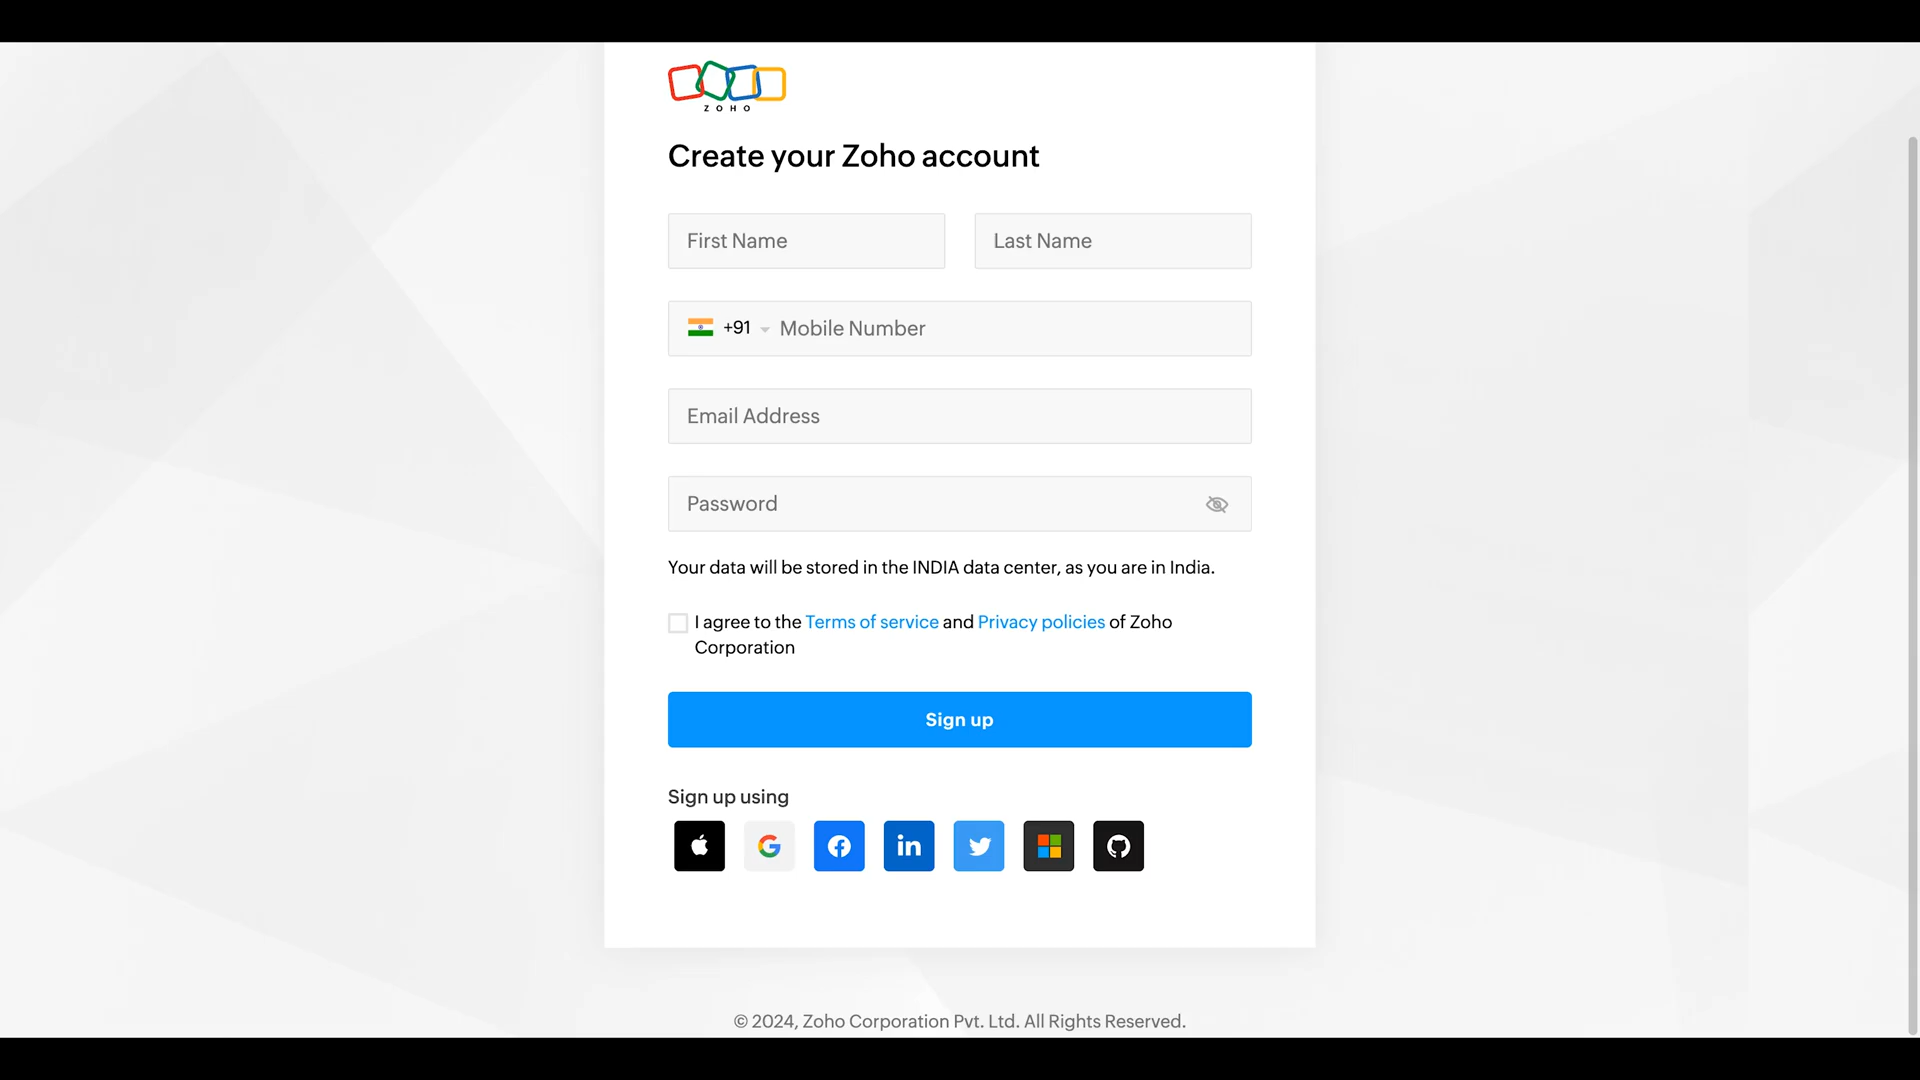 ZOHO
Create your Zoho account
First Name
Last Name
+91 Mobile Number
Email Address
Password
Your data will be stored in the INDIA data center, as you are in India.
I agree to the Terms of service and Privacy policies of Zoho
Corporation
Sign up
Sign up using
in
© 2024, Zoho Corporation Pvt. Ltd. All Rights Reserved.